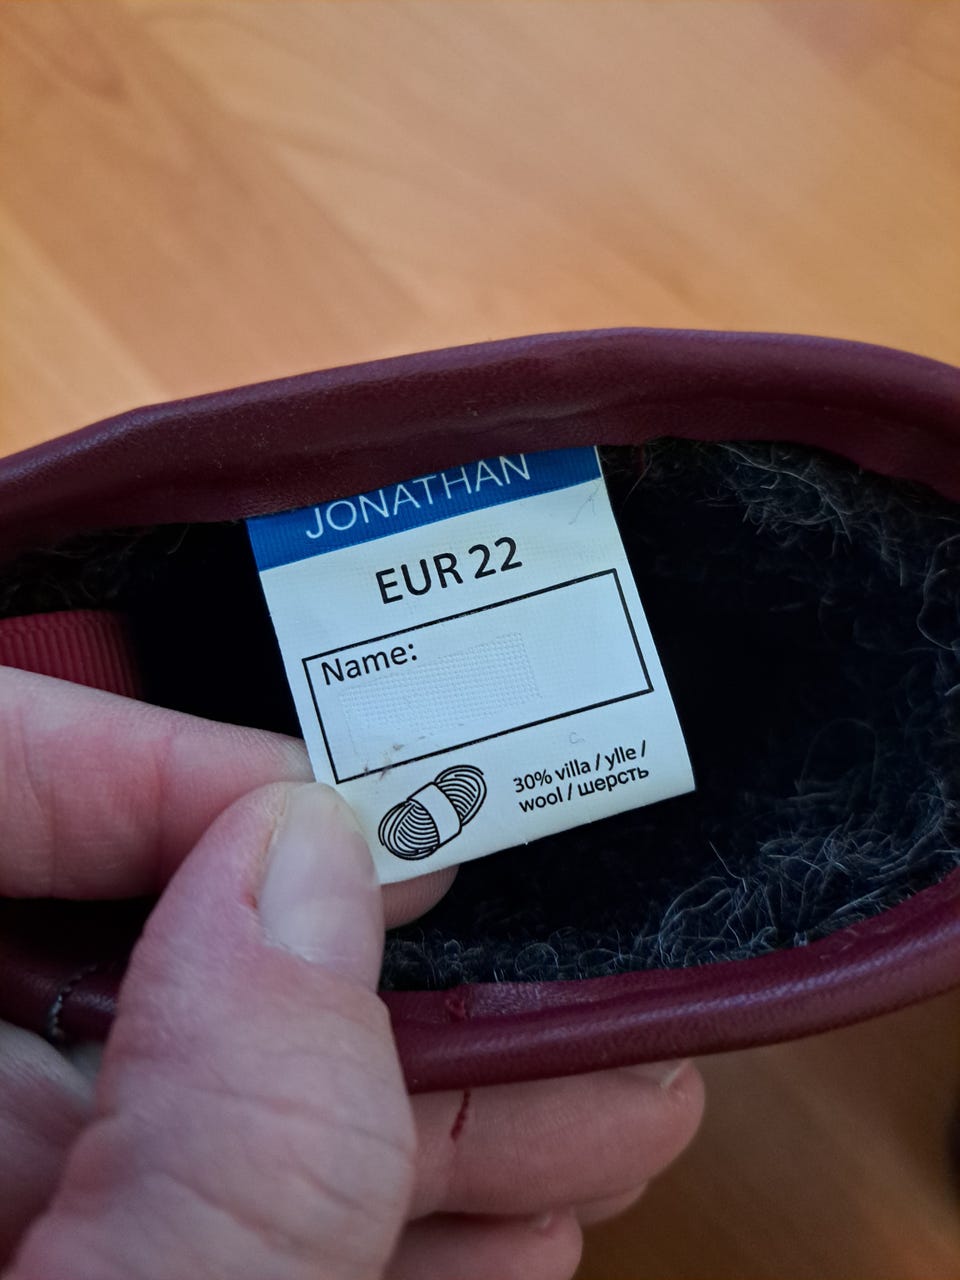 JONATHAN
EUR 22
Name:
30% villa / ylle /
wool / шерсть